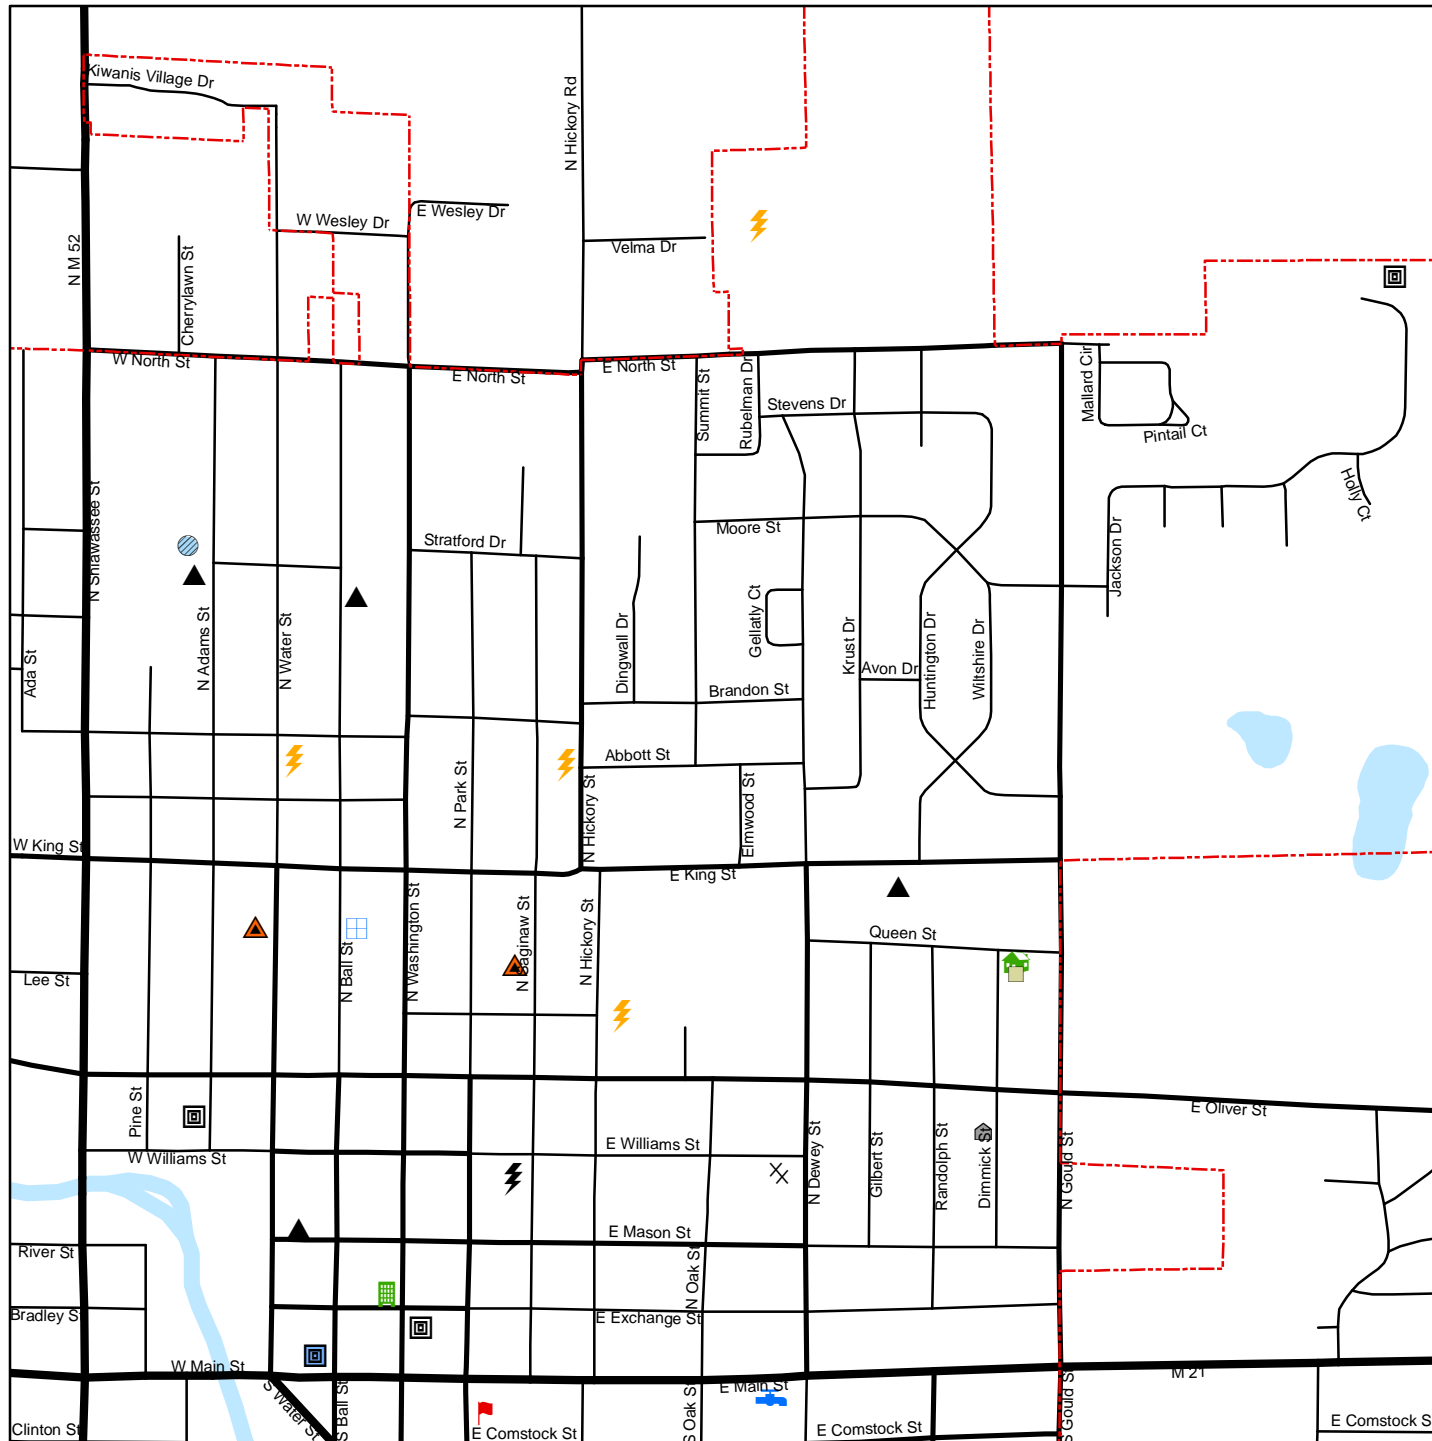 Kiwanis Village Dr
N Hickory Rd
W Wesley Dr
E Wesley Dr
Velma Dr
N M 52
Cherrylawn St
W North St
E North St
E North St
Summit St
Rubelman Dr
Stevens Dr
Mallard Cir
Pintail Ct
Holly Ct
N Shiawassee St
Stratford Dr
Moore St
Jackson Dr
Ada St
N Adams St
N Water St
Dingwall Dr
Gellatly Ct
Krust Dr
Avon Dr
Huntington Dr
Wiltshire Dr
Brandon St
Abbott St
N Park St
N Hickory St
Elmwood St
W King St
E King St
N Ball St
N Washington St
N Saginaw St
N Hickory St
Queen St
Lee St
Pine St
E Oliver St
W Williams St
E Williams St
N Dewey St
Gilbert St
Randolph St
Dimmick St
N Gould St
E Mason St
River St
N Oak St
Bradley St
E Exchange St
W Main St
E Main St
M 21
S Water St
S Ball St
S Oak St
S Gould St
Clinton St
E Comstock St
E Comstock St
E Comstock S